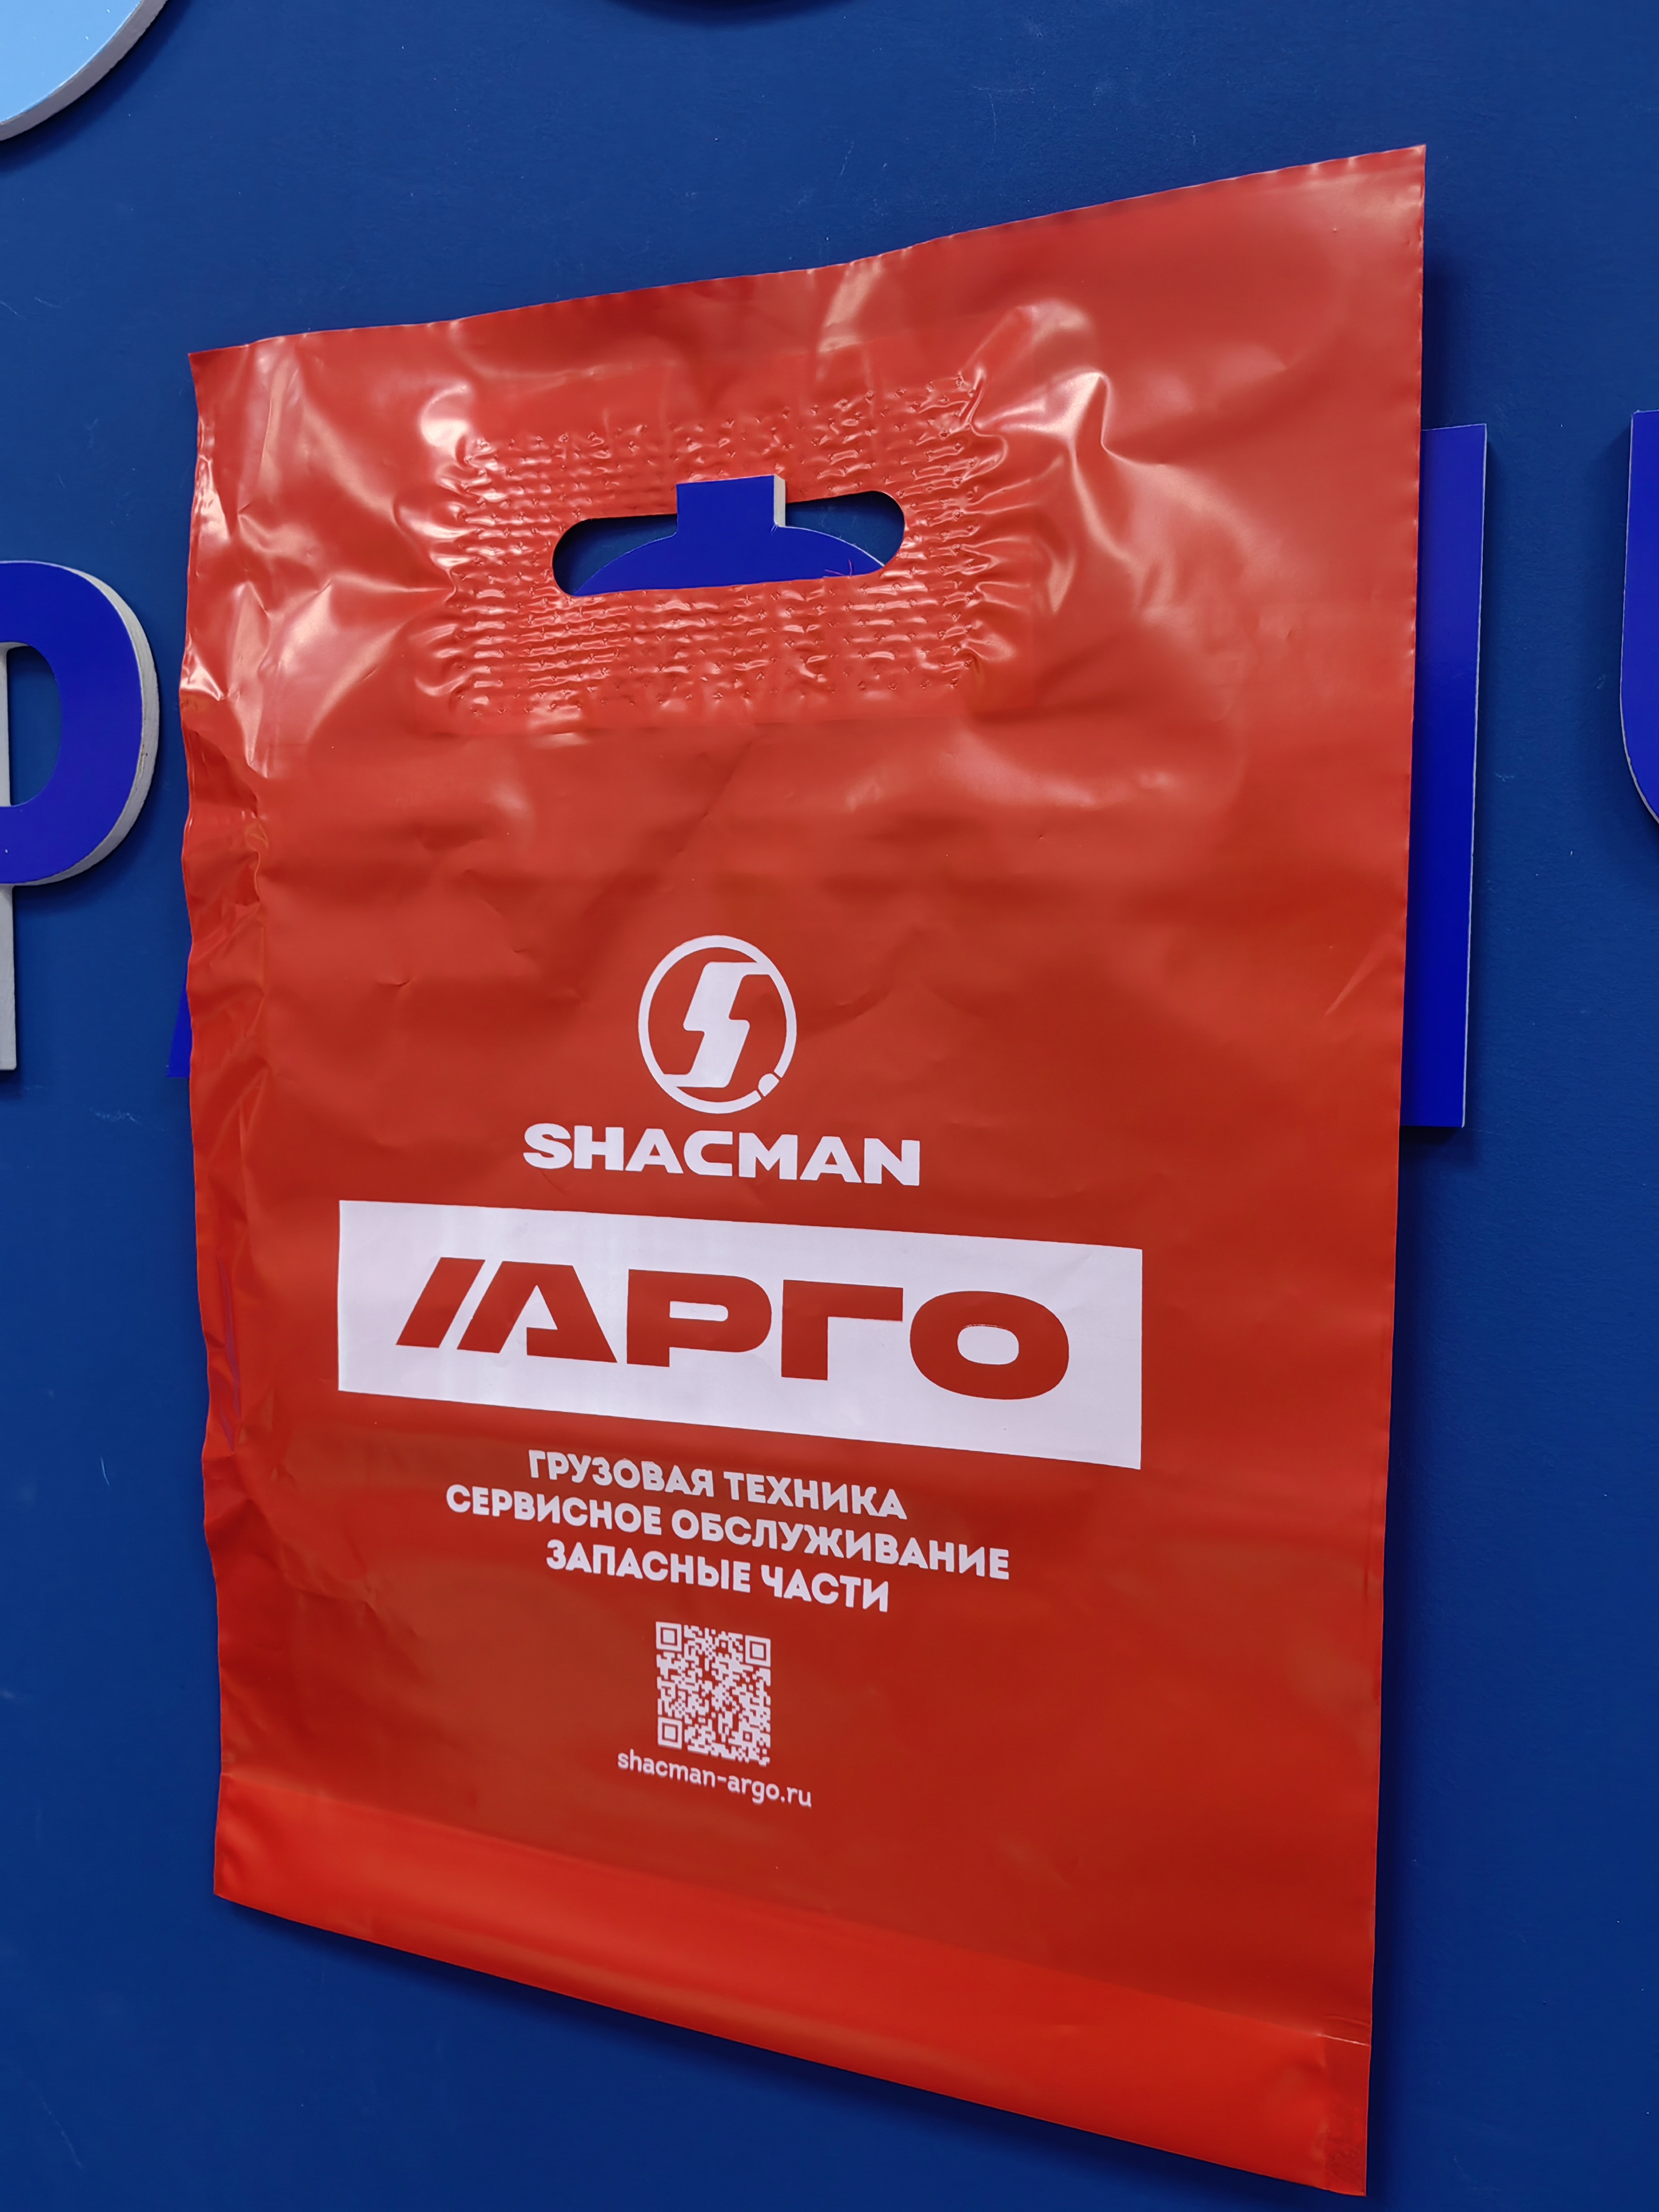 SHACMAN
АРГО
ГРУЗОВАЯ ТЕХНИКА
СЕРВИСНОЕ ОБСЛУЖИВАНИЕ
ЗАПАСНЫЕ ЧАСТИ
shacman-argo.ru